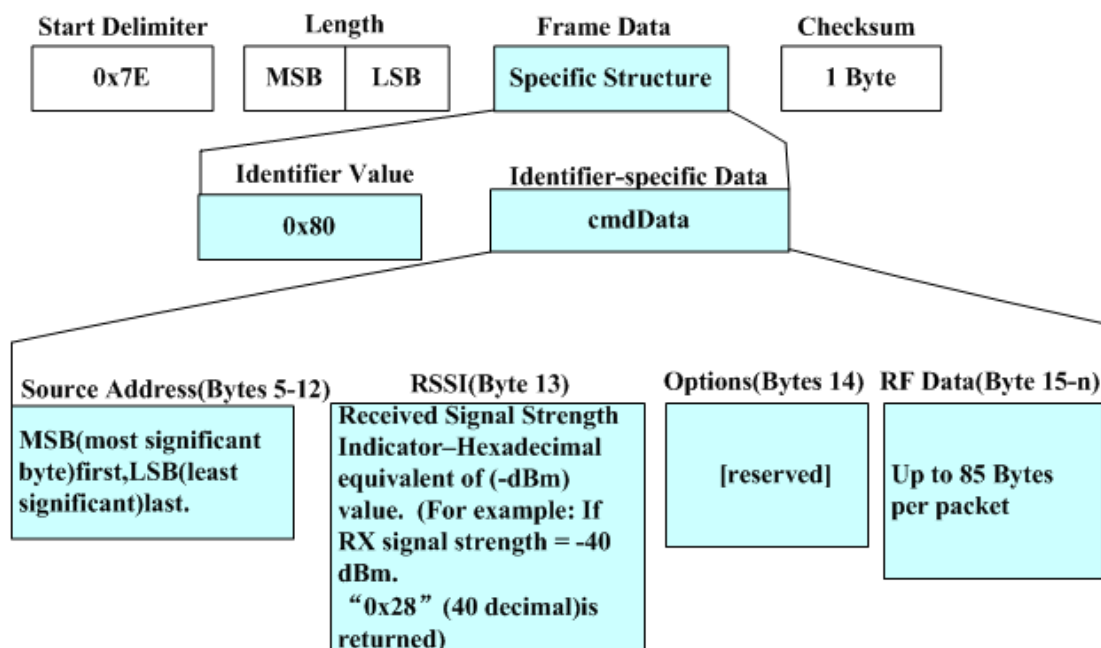 Start Delimiter
Length
Frame Data
Checksum
0x7E
MSB
LSB
Specific Structure
1 Byte
Identifier Value
Identifier-specific Data
0x80
cmdData
Source Address(Bytes 5-12)
MSB(most significant
byte)first,LSB(least
significant)last.
RSSI(Byte 13)
Received Signal Strength
Indicator–Hexadecimal
equivalent of (-dBm)
value. (For example: If
RX signal strength = -40
dBm.
“0x28” (40 decimal)is
returned)
Options(Bytes 14)
[reserved]
RF Data(Byte 15-n)
Up to 85 Bytes
per packet